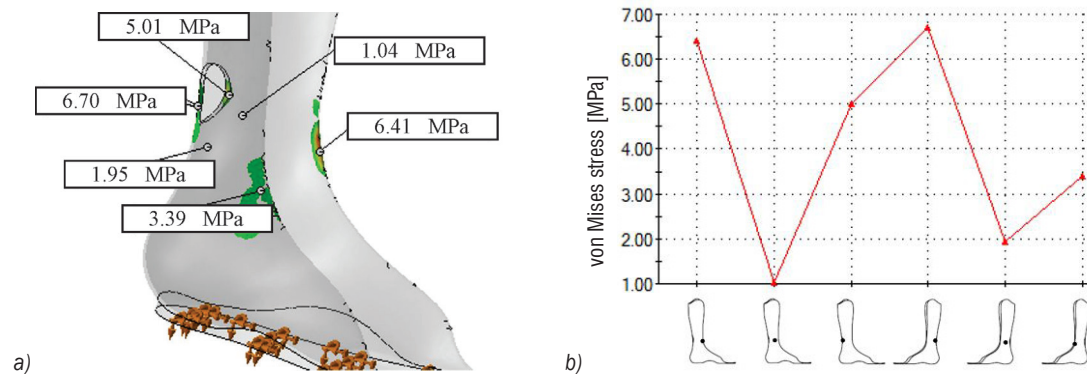 5.01 MPa
1.04 MPa
6.70 MPa
6.41 MPa
1.95 MPa
3.39 MPa
a)
von Mises stress [MPa]
7.00
6.00
5.00
4.00
3.00
2.00
1.00
b)